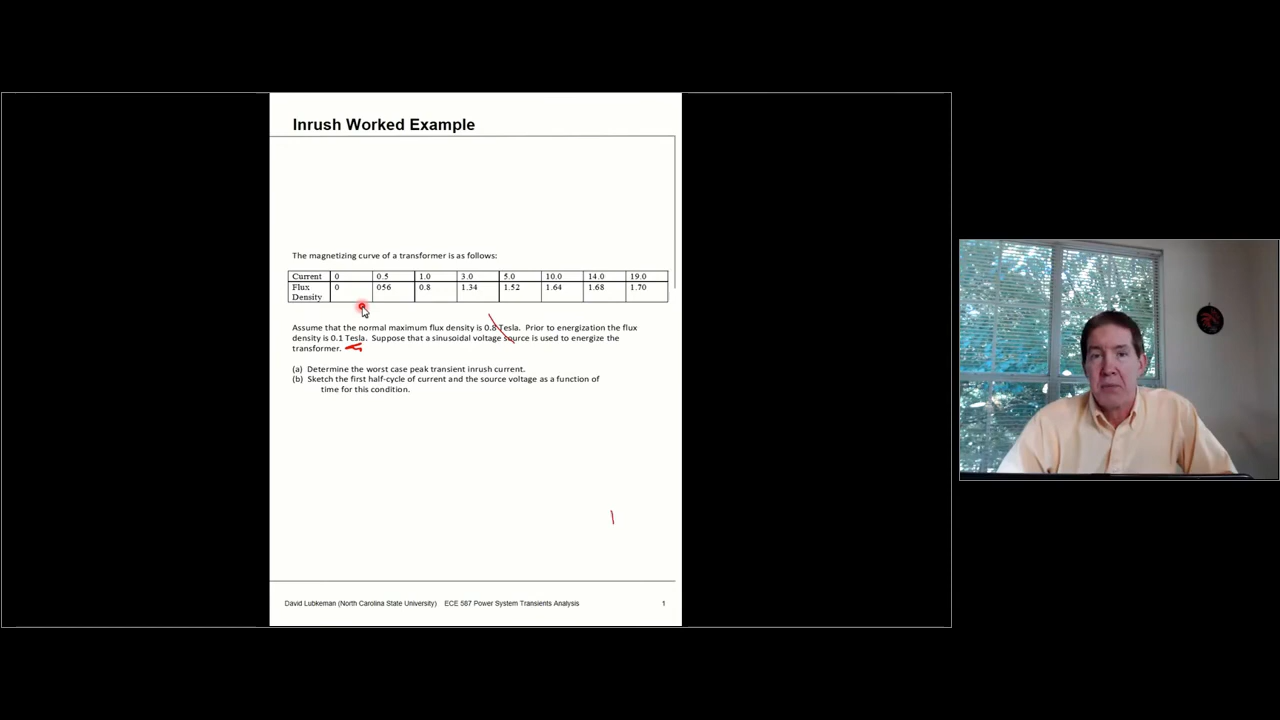 Inrush Worked Example
The magnetizing curve of a transformer is as follows:
Current 0 0.5 1.0 3.0 5.0 10.0 14.0 19.0
Flux 0 056 0.8 1.34 1.52 1.64 1.68 1.70
Density
Assume that the normal maximum flux density is 0.8 Tesla. Prior to energization the flux
density is 0.1 Tesla. Suppose that a sinusoidal voltage source is used to energize the
transformer.
(a) Determine the worst case peak transient inrush current.
(b) Sketch the first half-cycle of current and the source voltage as a function of
time for this condition.
David Lubkeman (North Carolina State University) ECE 587 Power System Transients Analysis 1